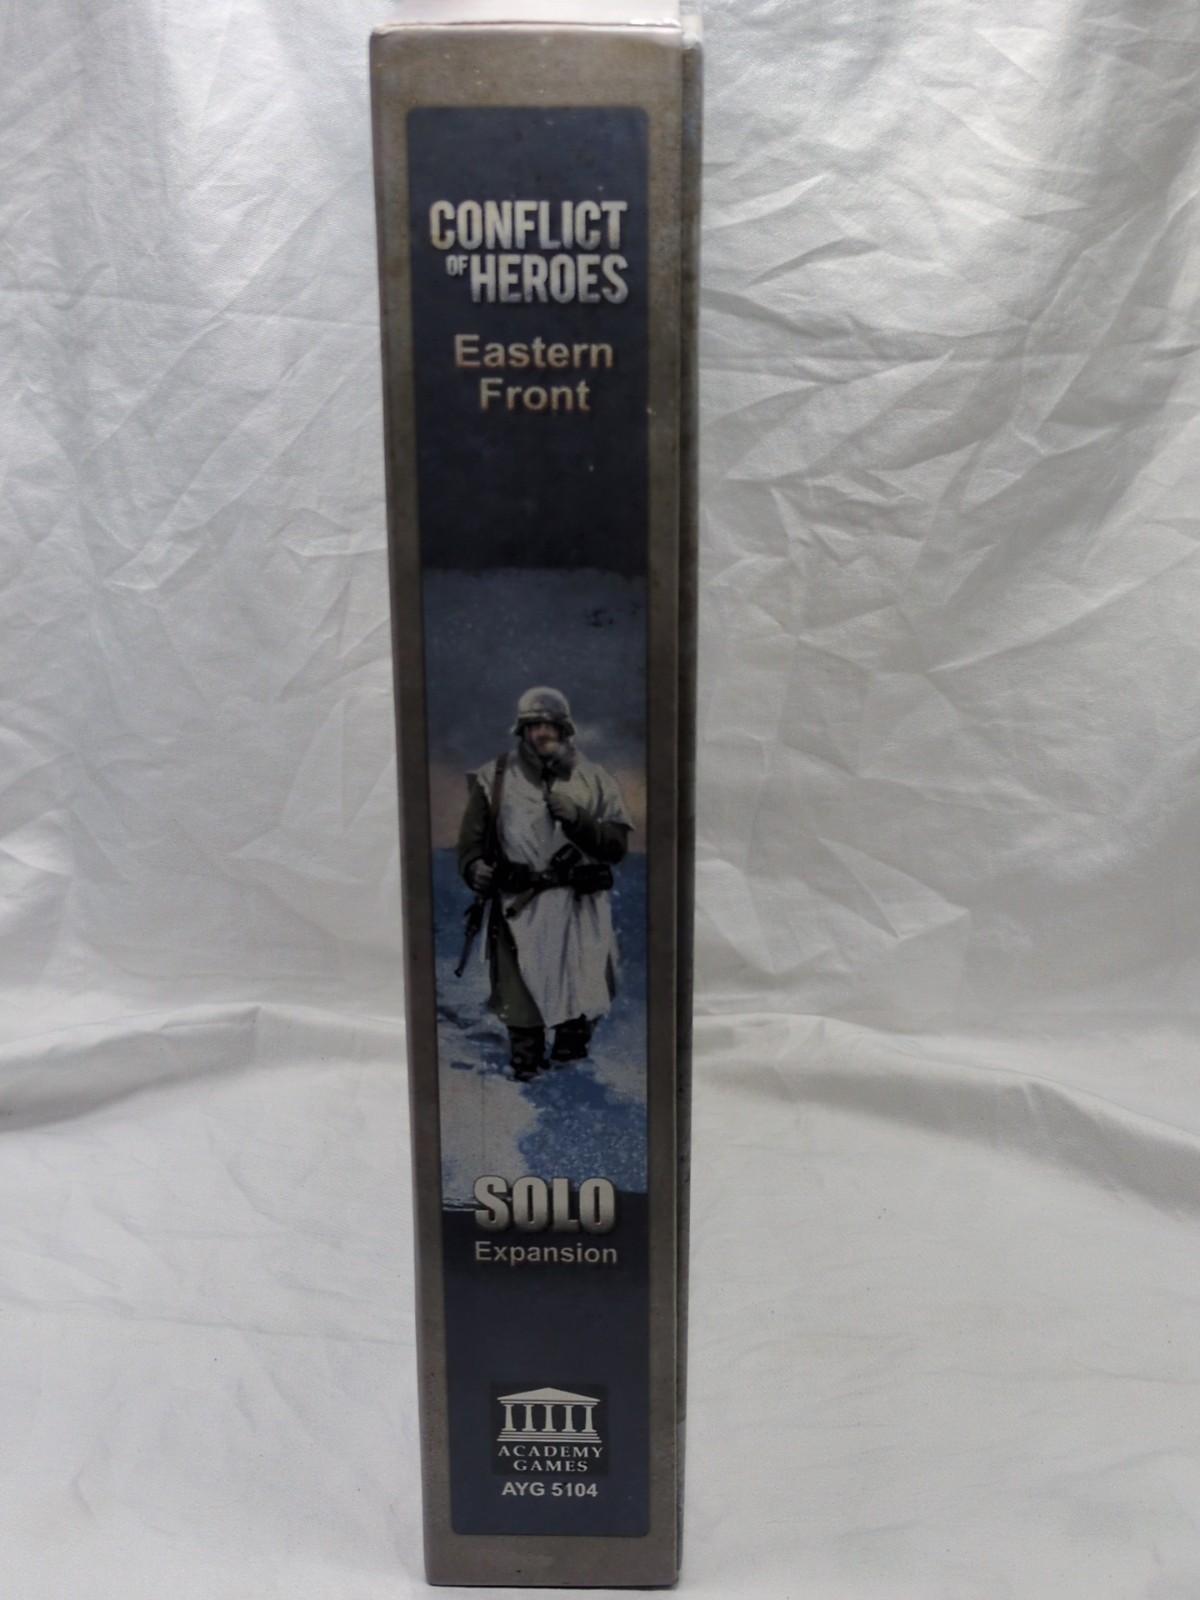 CONFLICT
OF HEROES
Eastern
Front
SOLO
Expansion
ACADEMY
GAMES
AYG 5104